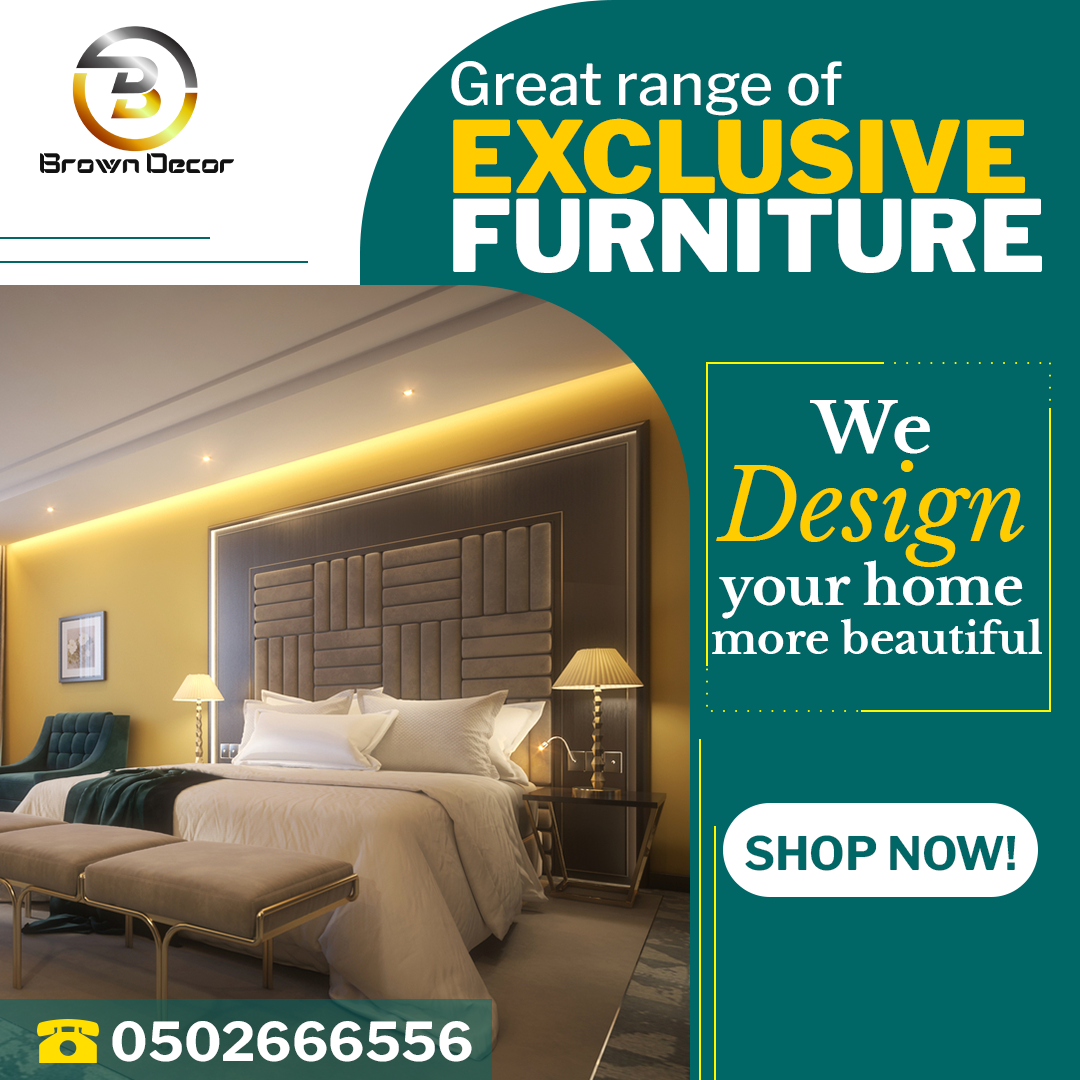 Brown Decor
Great range of
EXCLUSIVE
FURNITURE
We
Design
your home
more beautiful
SHOP NOW!
0502666556